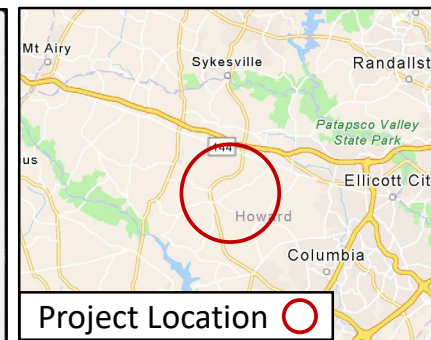 Mt Airy
Sykesville
Randallst
Patapsco Valley
State Park
144
us
Ellicott Cit
Howard
Columbia
Project Location